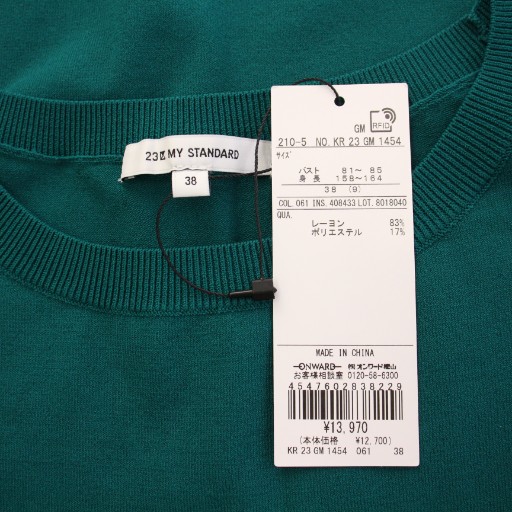 23区 MY STANDARD
38
GM
RFID
210-5 NO. KR 23 GM 1454
サイズ
バスト 81～ 85
身 長 158～164
38 (9)
COL. 061 INS. 408433 LOT. 8018040
QUA.
レーヨン 83%
ポリエステル 17%
MADE IN CHINA
ONWARD ㈱オンワード樫山
お客様相談室 0120-58-6300
4547602838229
¥13,970
(本体価格 ¥12,700)
KR 23 GM 1454 061 38